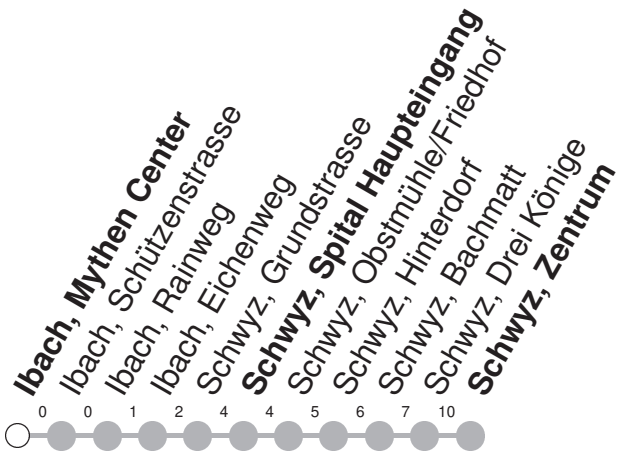 Ibach, Mythen Center
Ibach, Schützenstrasse
Ibach, Rainweg
Ibach, Eichenweg
Schwyz, Grundstrasse
Schwyz, Spital Haupteingang
Schwyz, Obstmühle/Friedhof
Schwyz, Hinterdorf
Schwyz, Bachmatt
Schwyz, Drei Könige
Schwyz, Zentrum
0 0 1 2 4 4 5 6 7 10